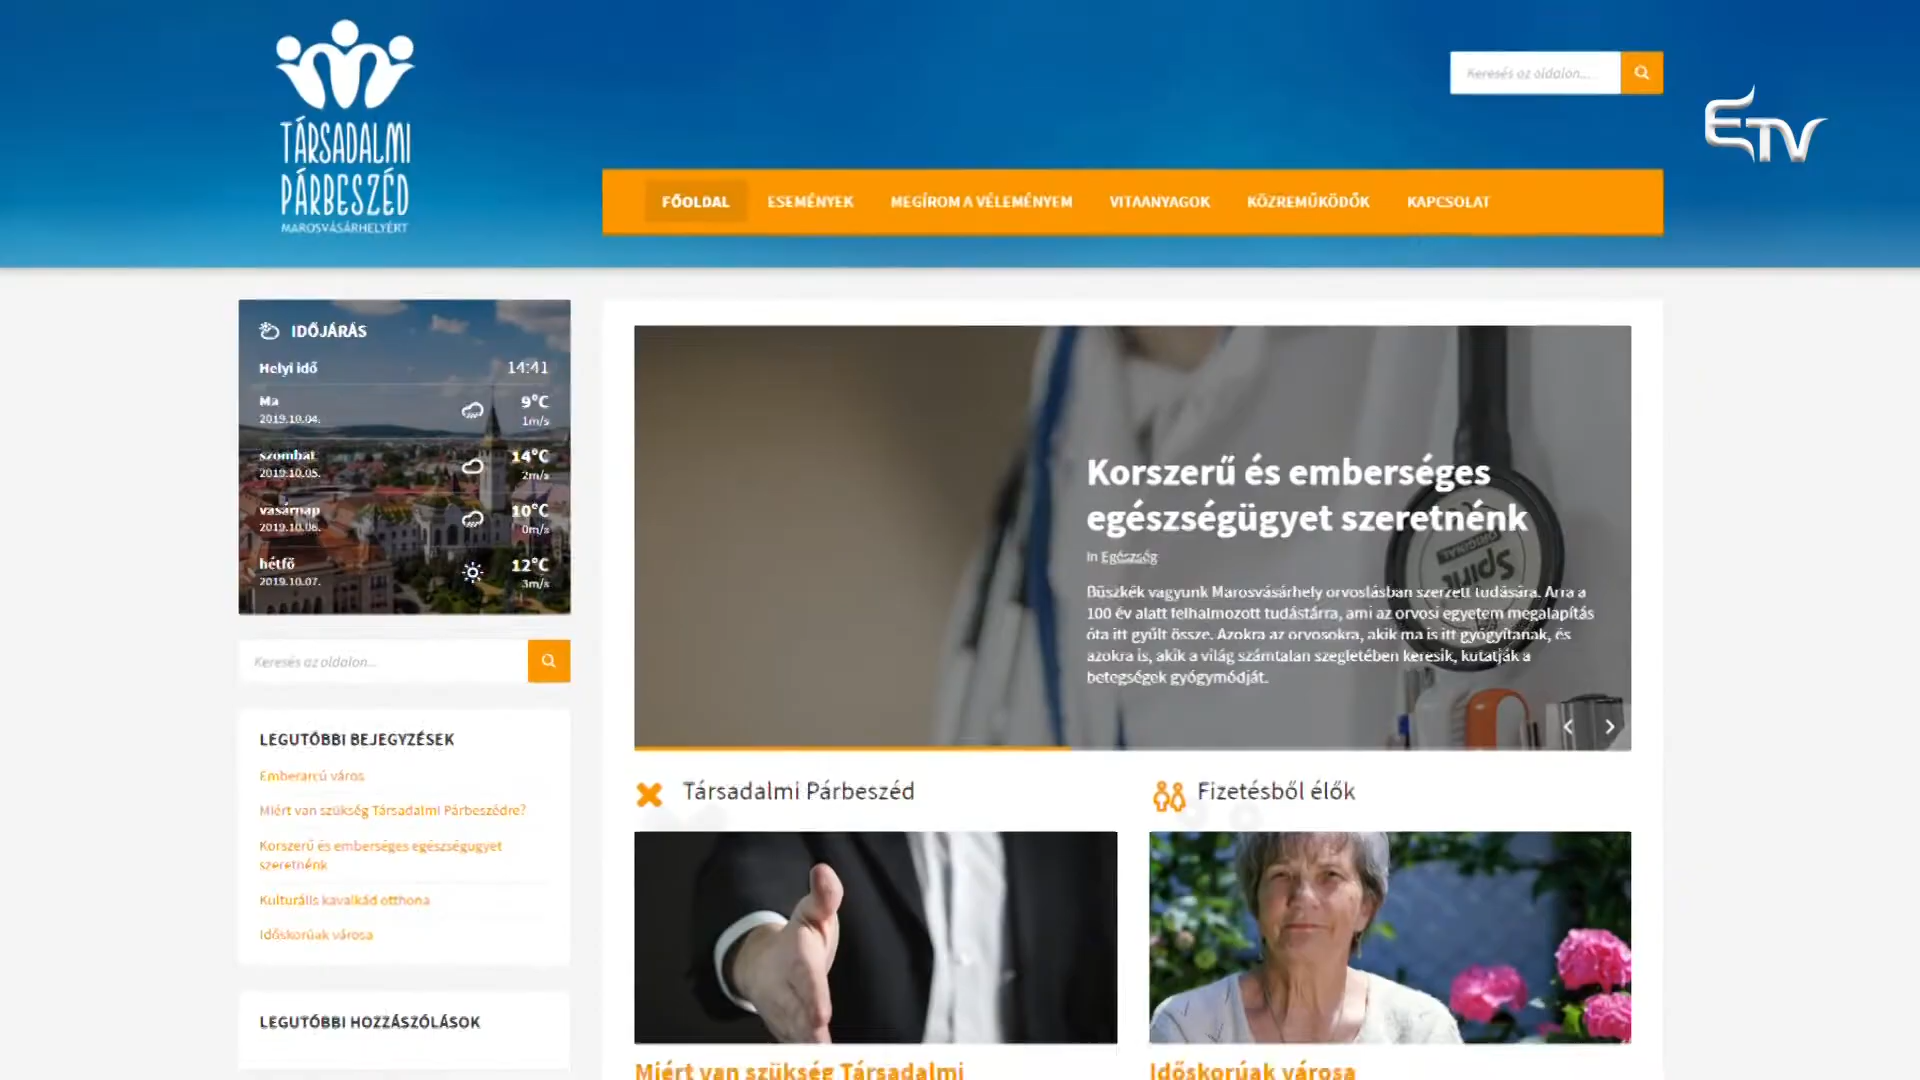 TÁRSADALMI
PÁRBESZÉD
MAROSVÁSÁRHELYÉRT
Keresés az oldalon...
ETV
FŐOLDAL
ESEMÉNYEK
MEGÍROM A VÉLEMÉNYEM
VITAANYAGOK
KÖZREMŰKÖDŐK
KAPCSOLAT
IDŐJÁRÁS
Helyi idő 14:41
Ma 9°C
2019.10.04. 1m/s
szombat 14°C
2019.10.05. 2m/s
vasárnap 10°C
2019.10.06. 0m/s
hétfő 12°C
2019.10.07. 3m/s
Keresés az oldalon...
LEGUTÓBBI BEJEGYZÉSEK
Emberarcú város
Miért van szükség Társadalmi Párbeszédre?
Korszerű és emberséges egészségügyet
szeretnénk
Kulturális kavalkád otthona
Időskorúak városa
LEGUTÓBBI HOZZÁSZÓLÁSOK
Korszerű és emberséges
egészségügyet szeretnénk
In Egészség
Büszkék vagyunk Marosvásárhely orvoslásban szerzett tudására. Arra a
100 év alatt felhalmozott tudástárra, ami az orvosi egyetem megalapítás
óta itt gyűlt össze. Azokra az orvosokra, akik ma is itt gyógyítanak, és
azokra is, akik a világ számtalan szegletében keresik, kutatják a
betegségek gyógymódját.
ORIGINAL
Spirit
Társadalmi Párbeszéd
Fizetésből élők
Miért van szükség Társadalmi
Időskorúak városa